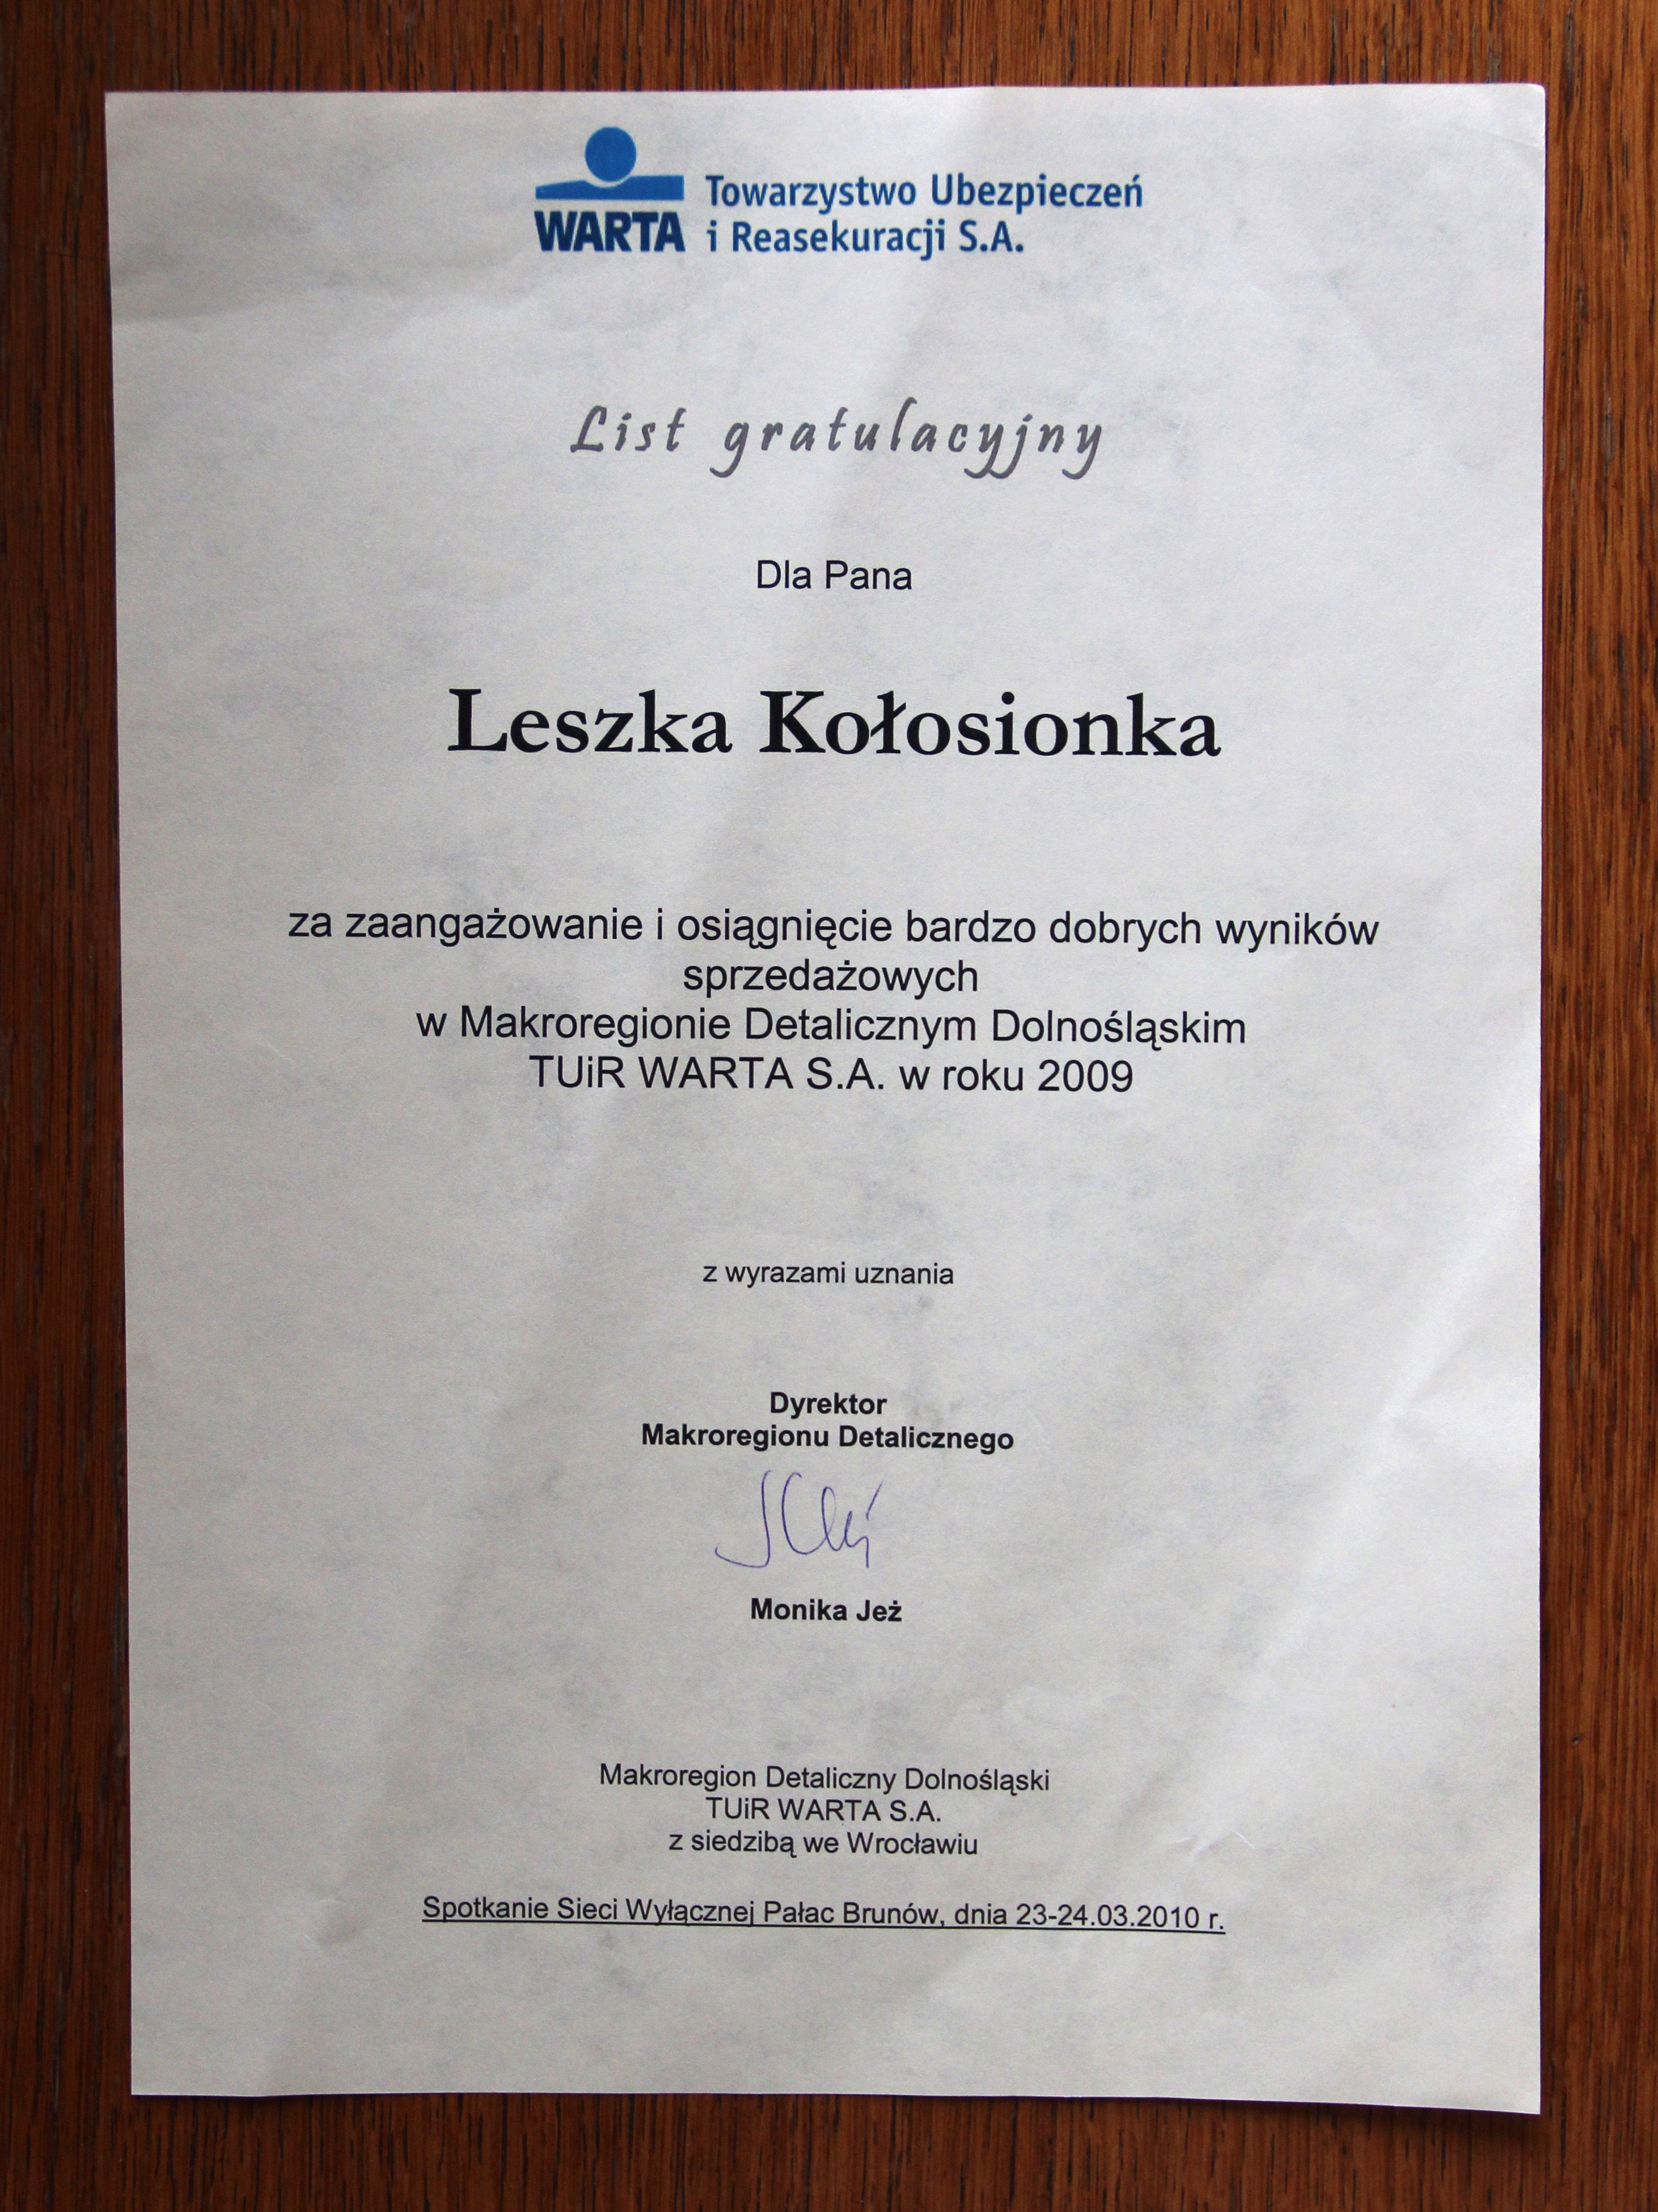 WARTA
Towarzystwo Ubezpieczeń
i Reasekuracji S.A.
List gratulacyjny
Dla Pana
Leszka Kołosionka
za zaangażowanie i osiągnięcie bardzo dobrych wyników
sprzedażowych
w Makroregionie Detalicznym Dolnośląskim
TUiR WARTA S.A. w roku 2009
z wyrazami uznania
Dyrektor
Makroregionu Detalicznego
Monika Jeż
Makroregion Detaliczny Dolnośląski
TUiR WARTA S.A.
z siedzibą we Wrocławiu
Spotkanie Sieci Wyłącznej Pałac Brunów, dnia 23-24.03.2010 r.